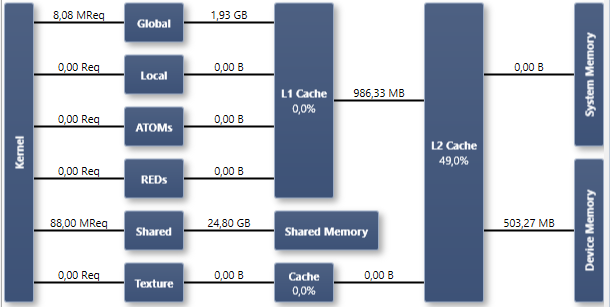 8,08 MReq
Global
1,93 GB
0,00 Req
Local
0,00 B
L1 Cache
0,0%
986,33 MB
0,00 B
System Memory
0,00 Req
ATOMs
0,00 B
Kernel
L2 Cache
49,0%
0,00 Req
REDs
0,00 B
88,00 MReq
Shared
24,80 GB
Shared Memory
503,27 MB
Device Memory
0,00 Req
Texture
0,00 B
Cache
0,0%
0,00 B